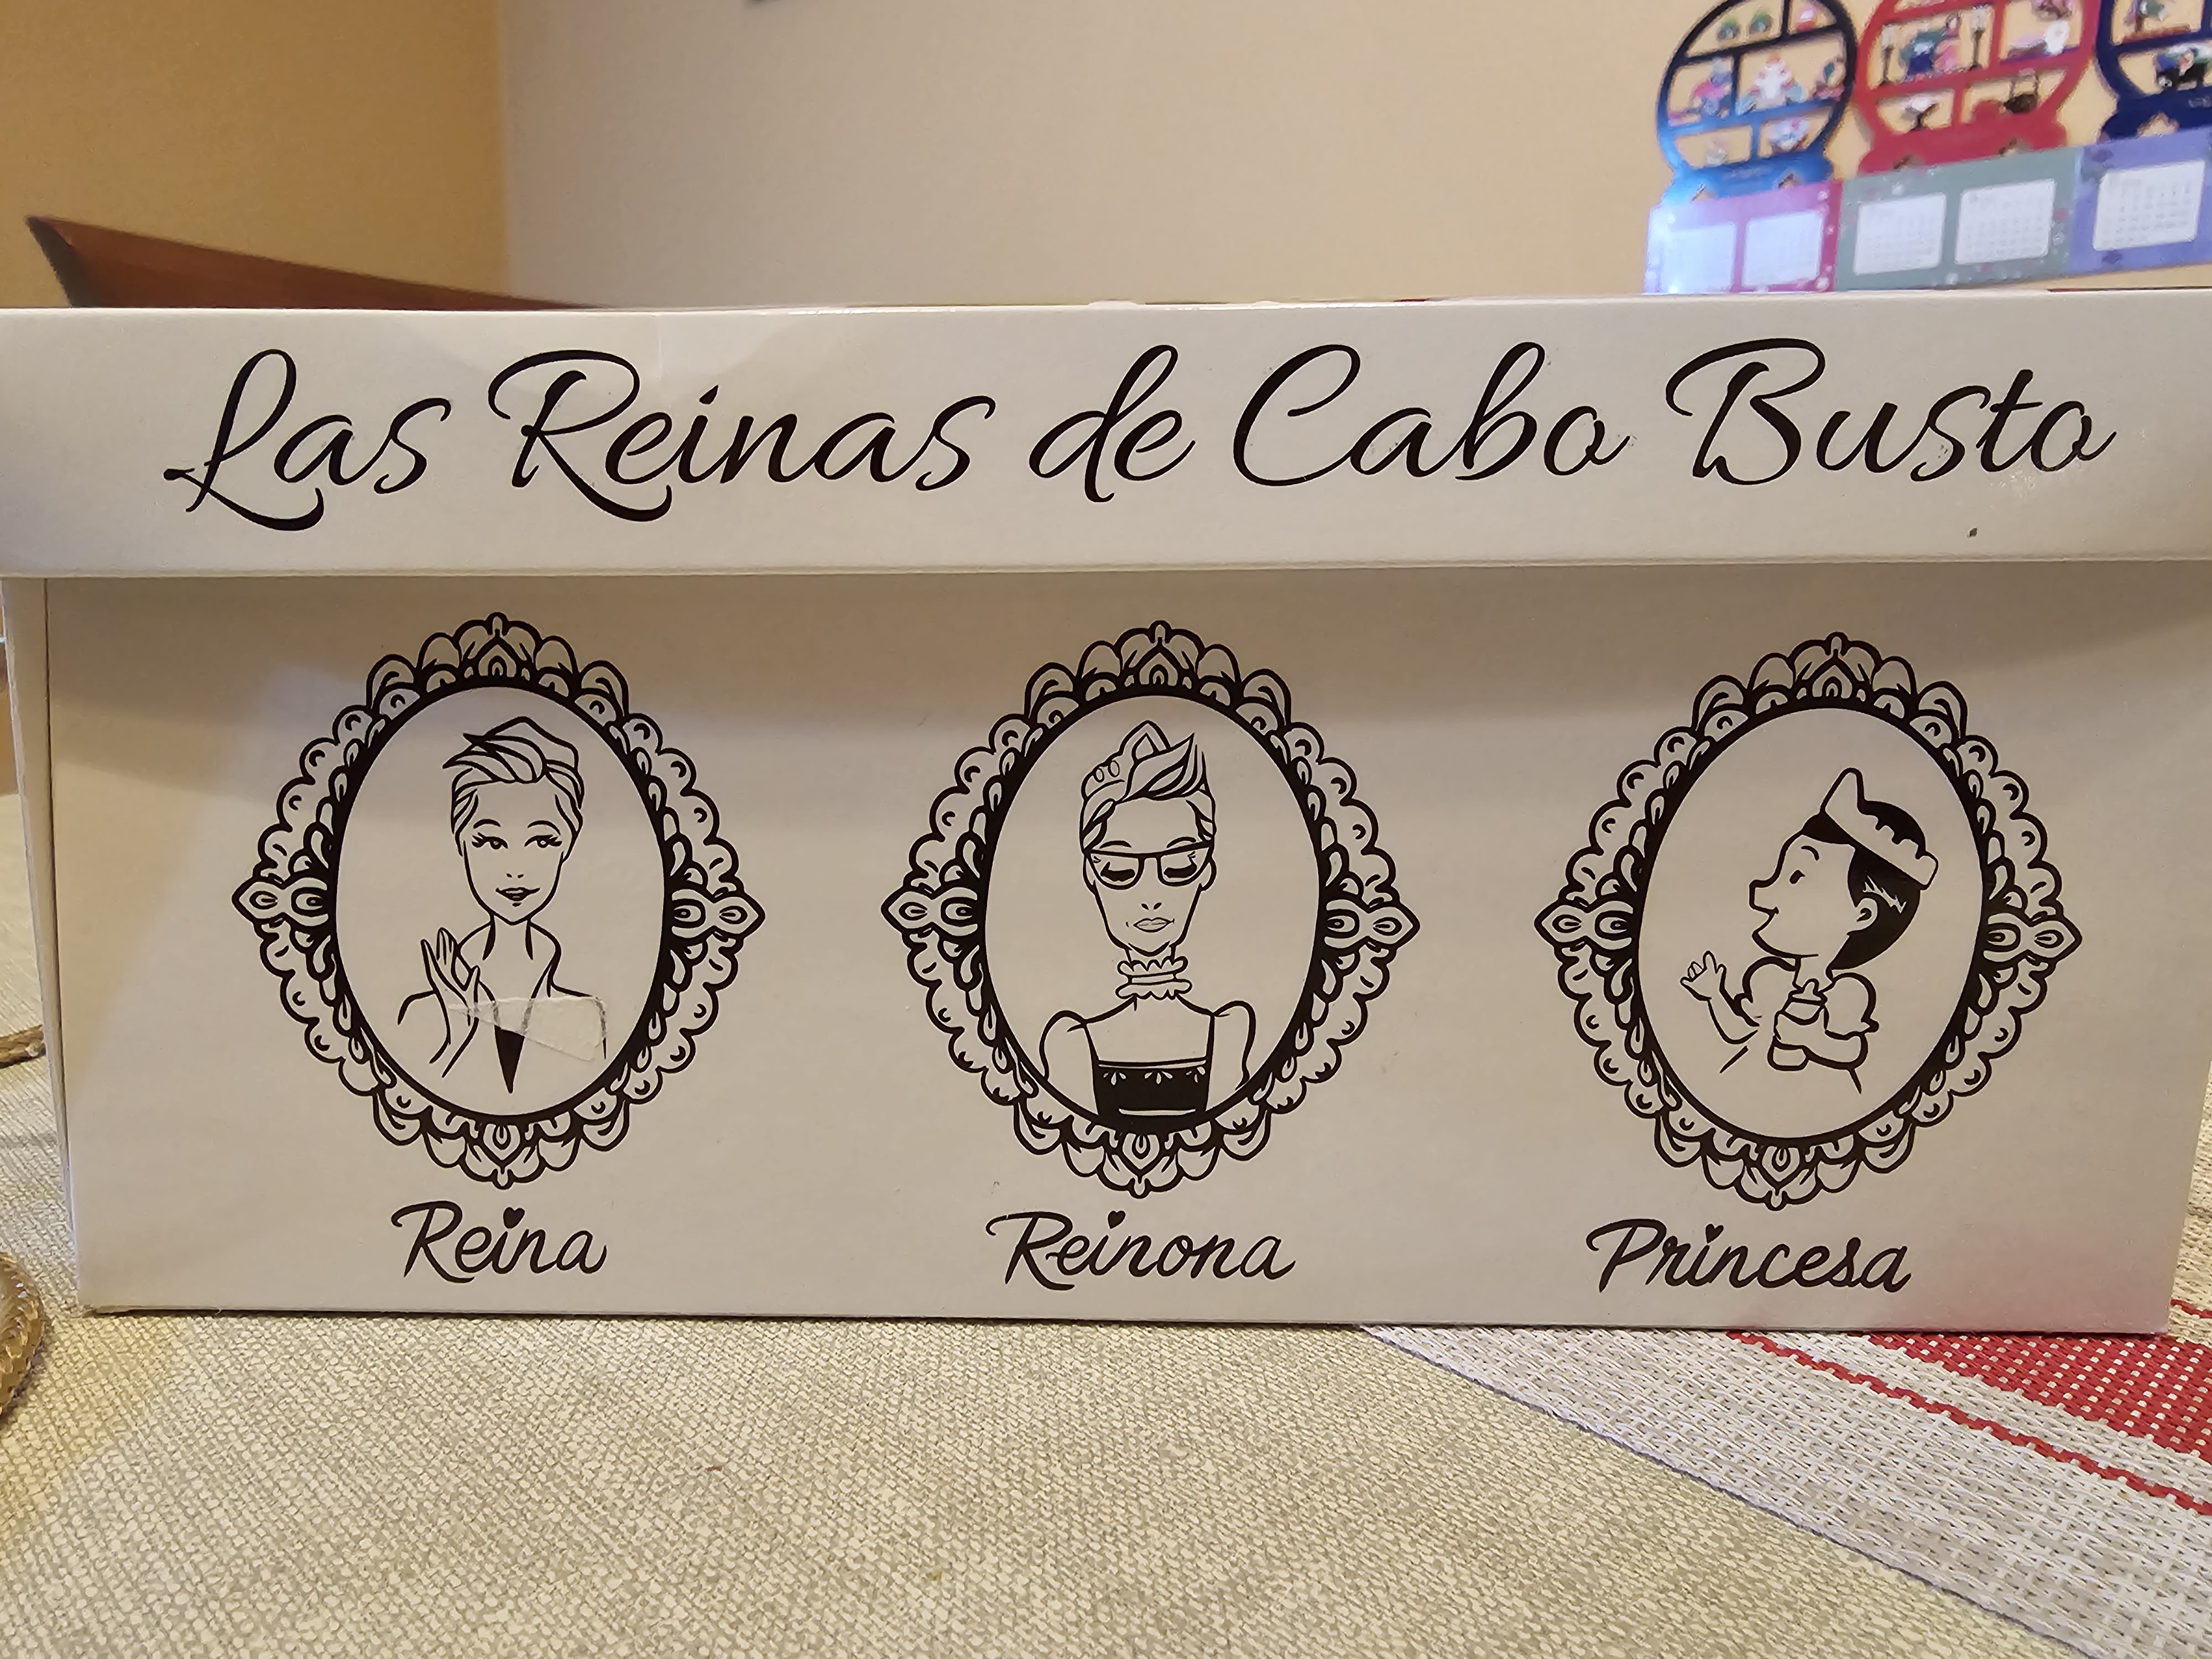 Las Reinas de Cabo Busto
Reina Reinona Princesa